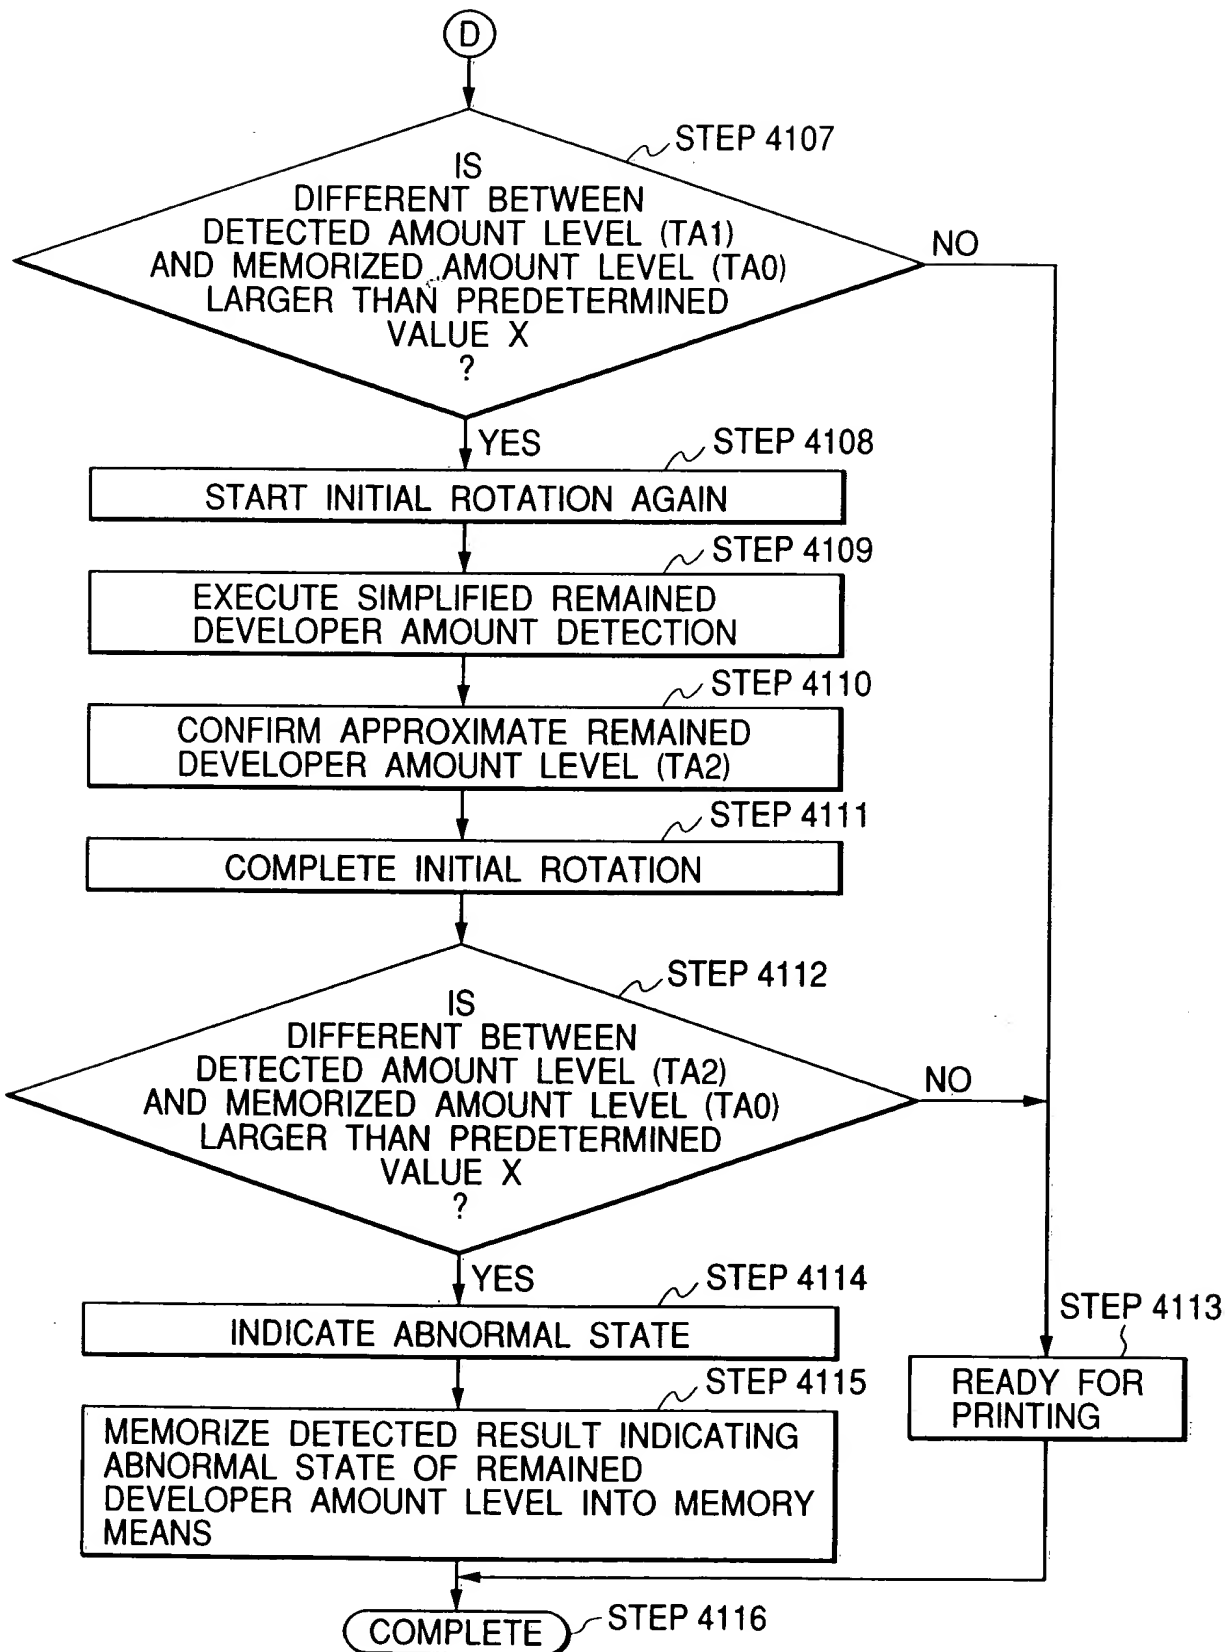 D
STEP 4107
IS
DIFFERENT BETWEEN
DETECTED AMOUNT LEVEL (TA1)
AND MEMORIZED AMOUNT LEVEL (TA0)
LARGER THAN PREDETERMINED
VALUE X
?
NO
YES
STEP 4108
START INITIAL ROTATION AGAIN
STEP 4109
EXECUTE SIMPLIFIED REMAINED
DEVELOPER AMOUNT DETECTION
STEP 4110
CONFIRM APPROXIMATE REMAINED
DEVELOPER AMOUNT LEVEL (TA2)
STEP 4111
COMPLETE INITIAL ROTATION
STEP 4112
IS
DIFFERENT BETWEEN
DETECTED AMOUNT LEVEL (TA2)
AND MEMORIZED AMOUNT LEVEL (TA0)
LARGER THAN PREDETERMINED
VALUE X
?
NO
YES
STEP 4114
INDICATE ABNORMAL STATE
STEP 4113
READY FOR
PRINTING
STEP 4115
MEMORIZE DETECTED RESULT INDICATING
ABNORMAL STATE OF REMAINED
DEVELOPER AMOUNT LEVEL INTO MEMORY
MEANS
COMPLETE
STEP 4116